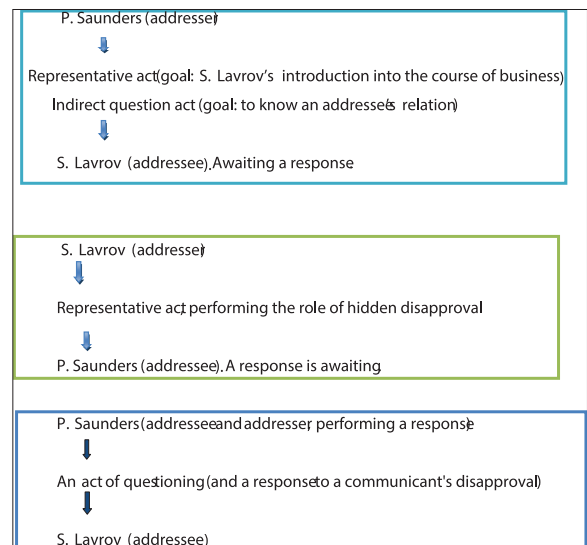 P. Saunders (addresser)
Representative act(goal: S. Lavrov's introduction into the course of business)
Indirect question act (goal: to know an addressee's relation)
S. Lavrov (addressee). Awaiting a response
S. Lavrov (addresser)
Representative act, performing the role of hidden disapproval
P. Saunders (addressee). A response is awaiting.
P. Saunders (addressee and addresser, performing a response)
An act of questioning (and a response to a communicant's disapproval)
S. Lavrov (addressee)